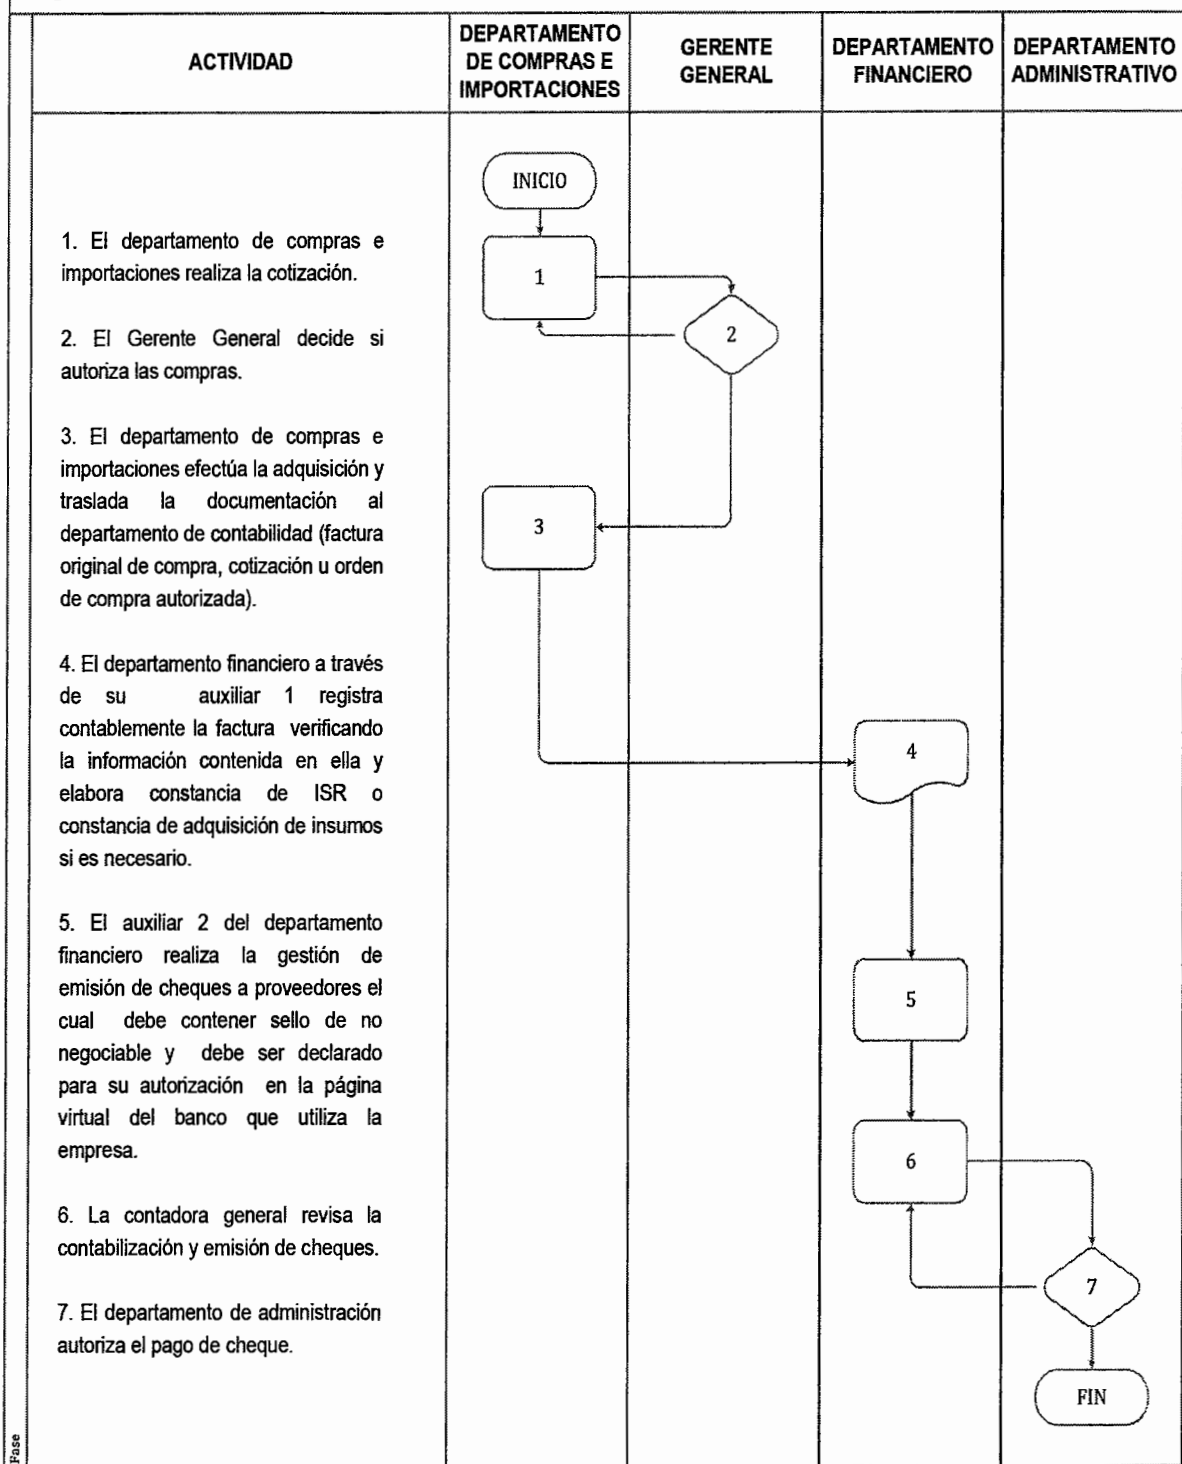 ACTIVIDAD
DEPARTAMENTO
DE COMPRAS E
IMPORTACIONES
GERENTE
GENERAL
DEPARTAMENTO
FINANCIERO
DEPARTAMENTO
ADMINISTRATIVO
1. El departamento de compras e
importaciones realiza la cotización.
2. El Gerente General decide si
autoriza las compras.
3. El departamento de compras e
importaciones efectúa la adquisición y
traslada la documentación al
departamento de contabilidad (factura
original de compra, cotización u orden
de compra autorizada).
4. El departamento financiero a través
de su auxiliar 1 registra
contablemente la factura verificando
la información contenida en ella y
elabora constancia de ISR o
constancia de adquisición de insumos
si es necesario.
5. El auxiliar 2 del departamento
financiero realiza la gestión de
emisión de cheques a proveedores el
cual debe contener sello de no
negociable y debe ser declarado
para su autorización en la página
virtual del banco que utiliza la
empresa.
6. La contadora general revisa la
contabilización y emisión de cheques.
7. El departamento de administración
autoriza el pago de cheque.
INICIO
1
2
3
4
5
6
7
FIN
Fase